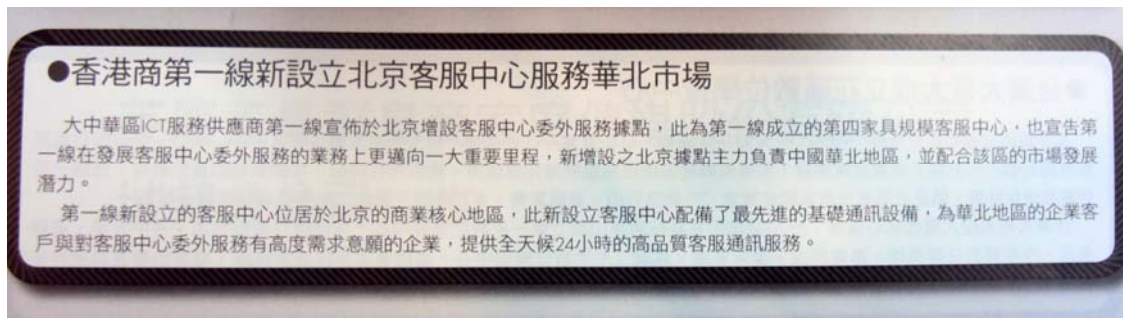 ●香港商第一線新設立北京客服中心服務華北市場
大中華區ICT服務供應商第一線宣佈於北京增設客服中心委外服務據點，此為第一線成立的第四家具規模客服中心，也宣告第
一線在發展客服中心委外服務的業務上更邁向一大重要里程，新增設之北京據點主力負責中國華北地區，並配合該區的市場發展
潛力。
第一線新設立的客服中心位居於北京的商業核心地區，此新設立客服中心配備了最先進的基礎通訊設備，為華北地區的企業客
戶與對客服中心委外服務有高度需求意願的企業，提供全天候24小時的高品質客服通訊服務。